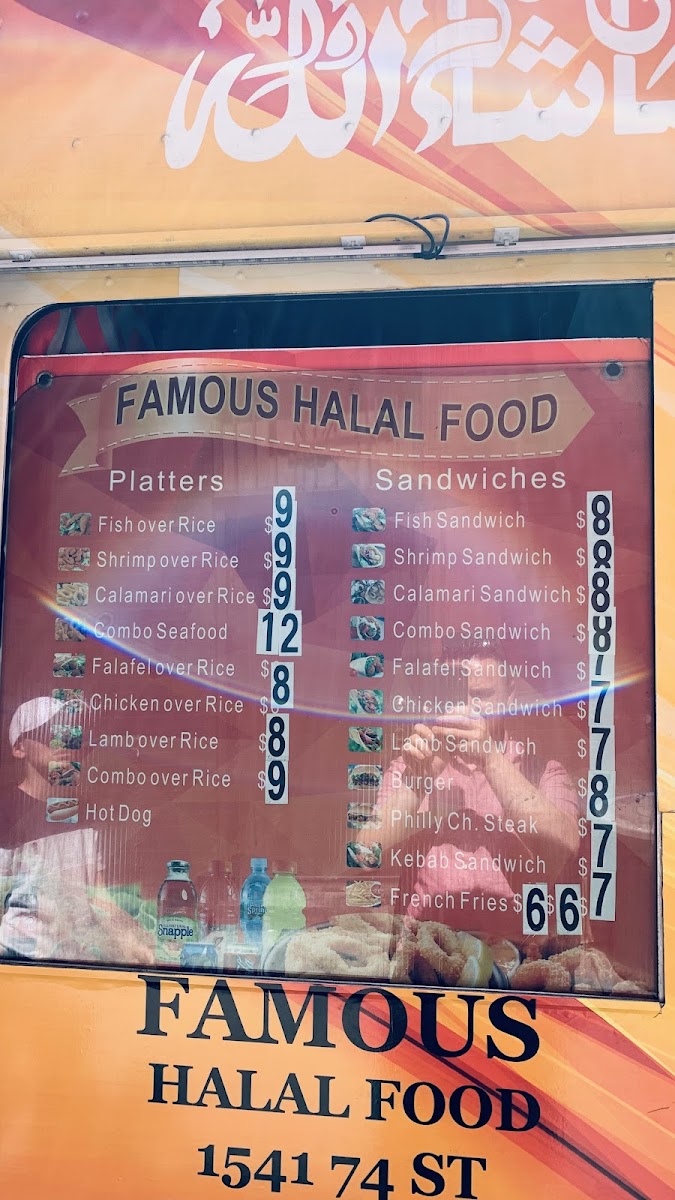 ما شاء الله
FAMOUS HALAL FOOD
Platters
Fish over Rice $9
Shrimp over Rice $9
Calamari over Rice $9
Combo Seafood 12
Falafel over Rice $
Chicken over Rice $8
Lamb over Rice $8
Combo over Rice $9
Hot Dog
Sandwiches
Fish Sandwich $8
Shrimp Sandwich $8
Calamari Sandwich $8
Combo Sandwich $8
Falafel Sandwich $7
Chicken Sandwich $7
Lamb Sandwich $7
Burger $8
Philly Ch. Steak $7
Kebab Sandwich $7
French Fries $6 $6 $
Snapple
FAMOUS
HALAL FOOD
1541 74 ST